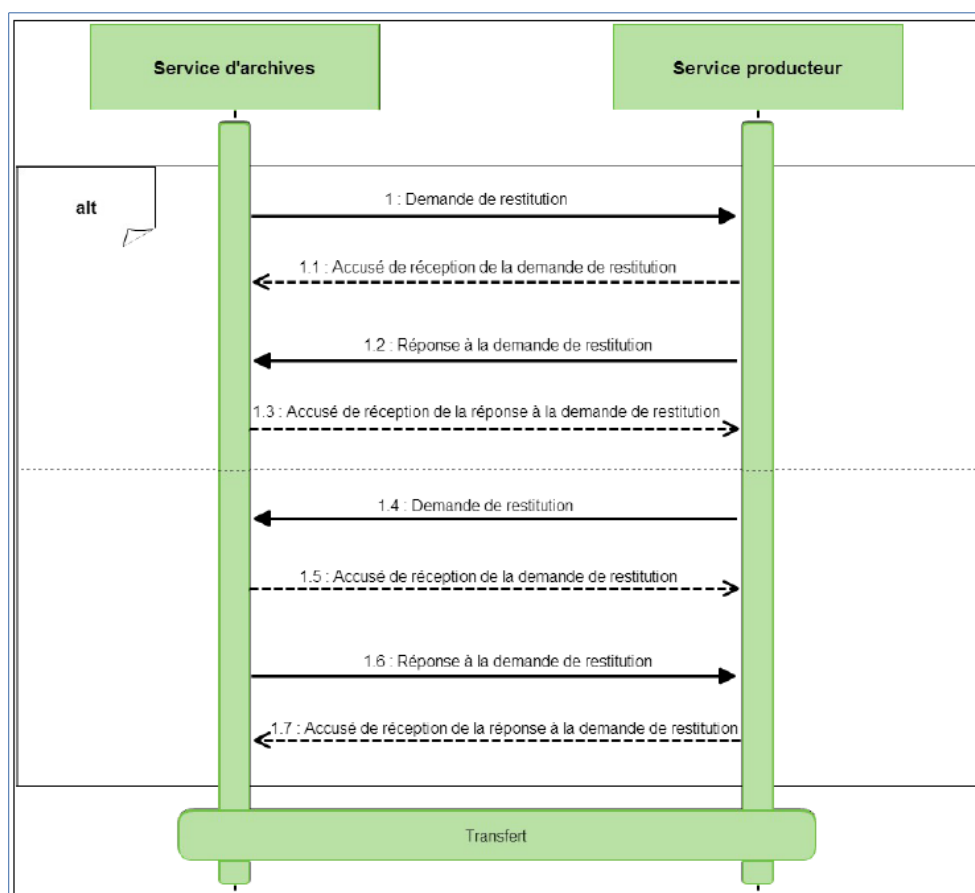 Service d'archives
Service producteur
alt
1 : Demande de restitution
1.1 : Accusé de réception de la demande de restitution
1.2 : Réponse à la demande de restitution
1.3 : Accusé de réception de la réponse à la demande de restitution
1.4 : Demande de restitution
1.5 : Accusé de réception de la demande de restitution
1.6 : Réponse à la demande de restitution
1.7 : Accusé de réception de la réponse à la demande de restitution
Transfert